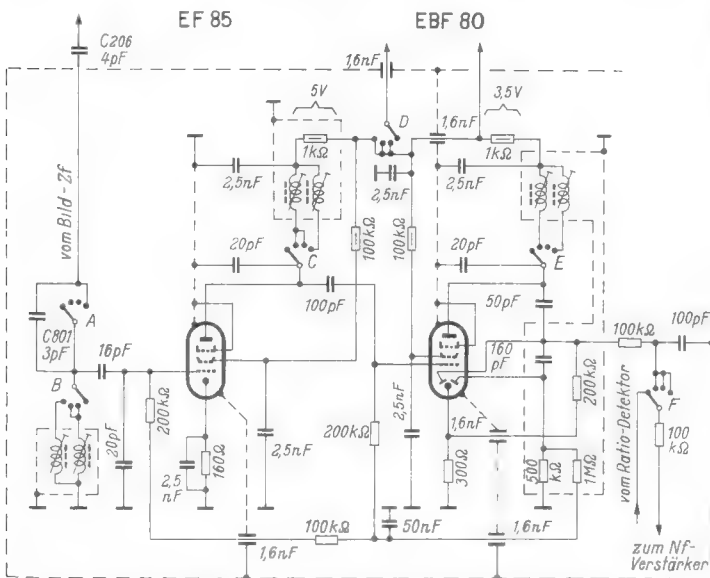 EF 85
EBF 80
C206
4pF
1,6nF
5V
D
1,6nF
3,5V
1kΩ
1kΩ
2,5nF
2,5nF
2,5nF
vom Bild-Zf
100kΩ
100kΩ
20pF
C
20pF
E
100pF
50pF
A
C801
3pF
16pF
B
160
pF
100kΩ
100pF
200kΩ
20pF
200kΩ
2,5nF
1,6nF
200kΩ
vom Ratio-Detektor
F
160Ω
2,5nF
2,5
nF
300Ω
500
kΩ
1MΩ
100
kΩ
100kΩ
50nF
1,6nF
1,6nF
zum Nf-
Verstärker